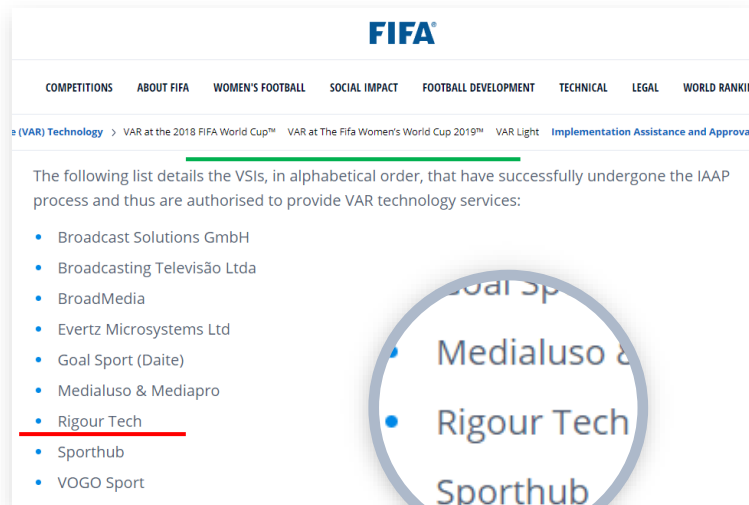 FIFA®
COMPETITIONS ABOUT FIFA WOMEN'S FOOTBALL SOCIAL IMPACT FOOTBALL DEVELOPMENT TECHNICAL LEGAL WORLD RANKIN
e (VAR) Technology > VAR at the 2018 FIFA World Cup™ VAR at The Fifa Women's World Cup 2019™ VAR Light Implementation Assistance and Approva
The following list details the VSIs, in alphabetical order, that have successfully undergone the IAAP
process and thus are authorised to provide VAR technology services:
• Broadcast Solutions GmbH
• Broadcasting Televisão Ltda
• BroadMedia
• Evertz Microsystems Ltd
• Goal Sport (Daite)
• Medialuso & Mediapro
• Rigour Tech
• Sporthub
• VOGO Sport
Goal Sp
Medialuso &
• Rigour Tech
Sporthub